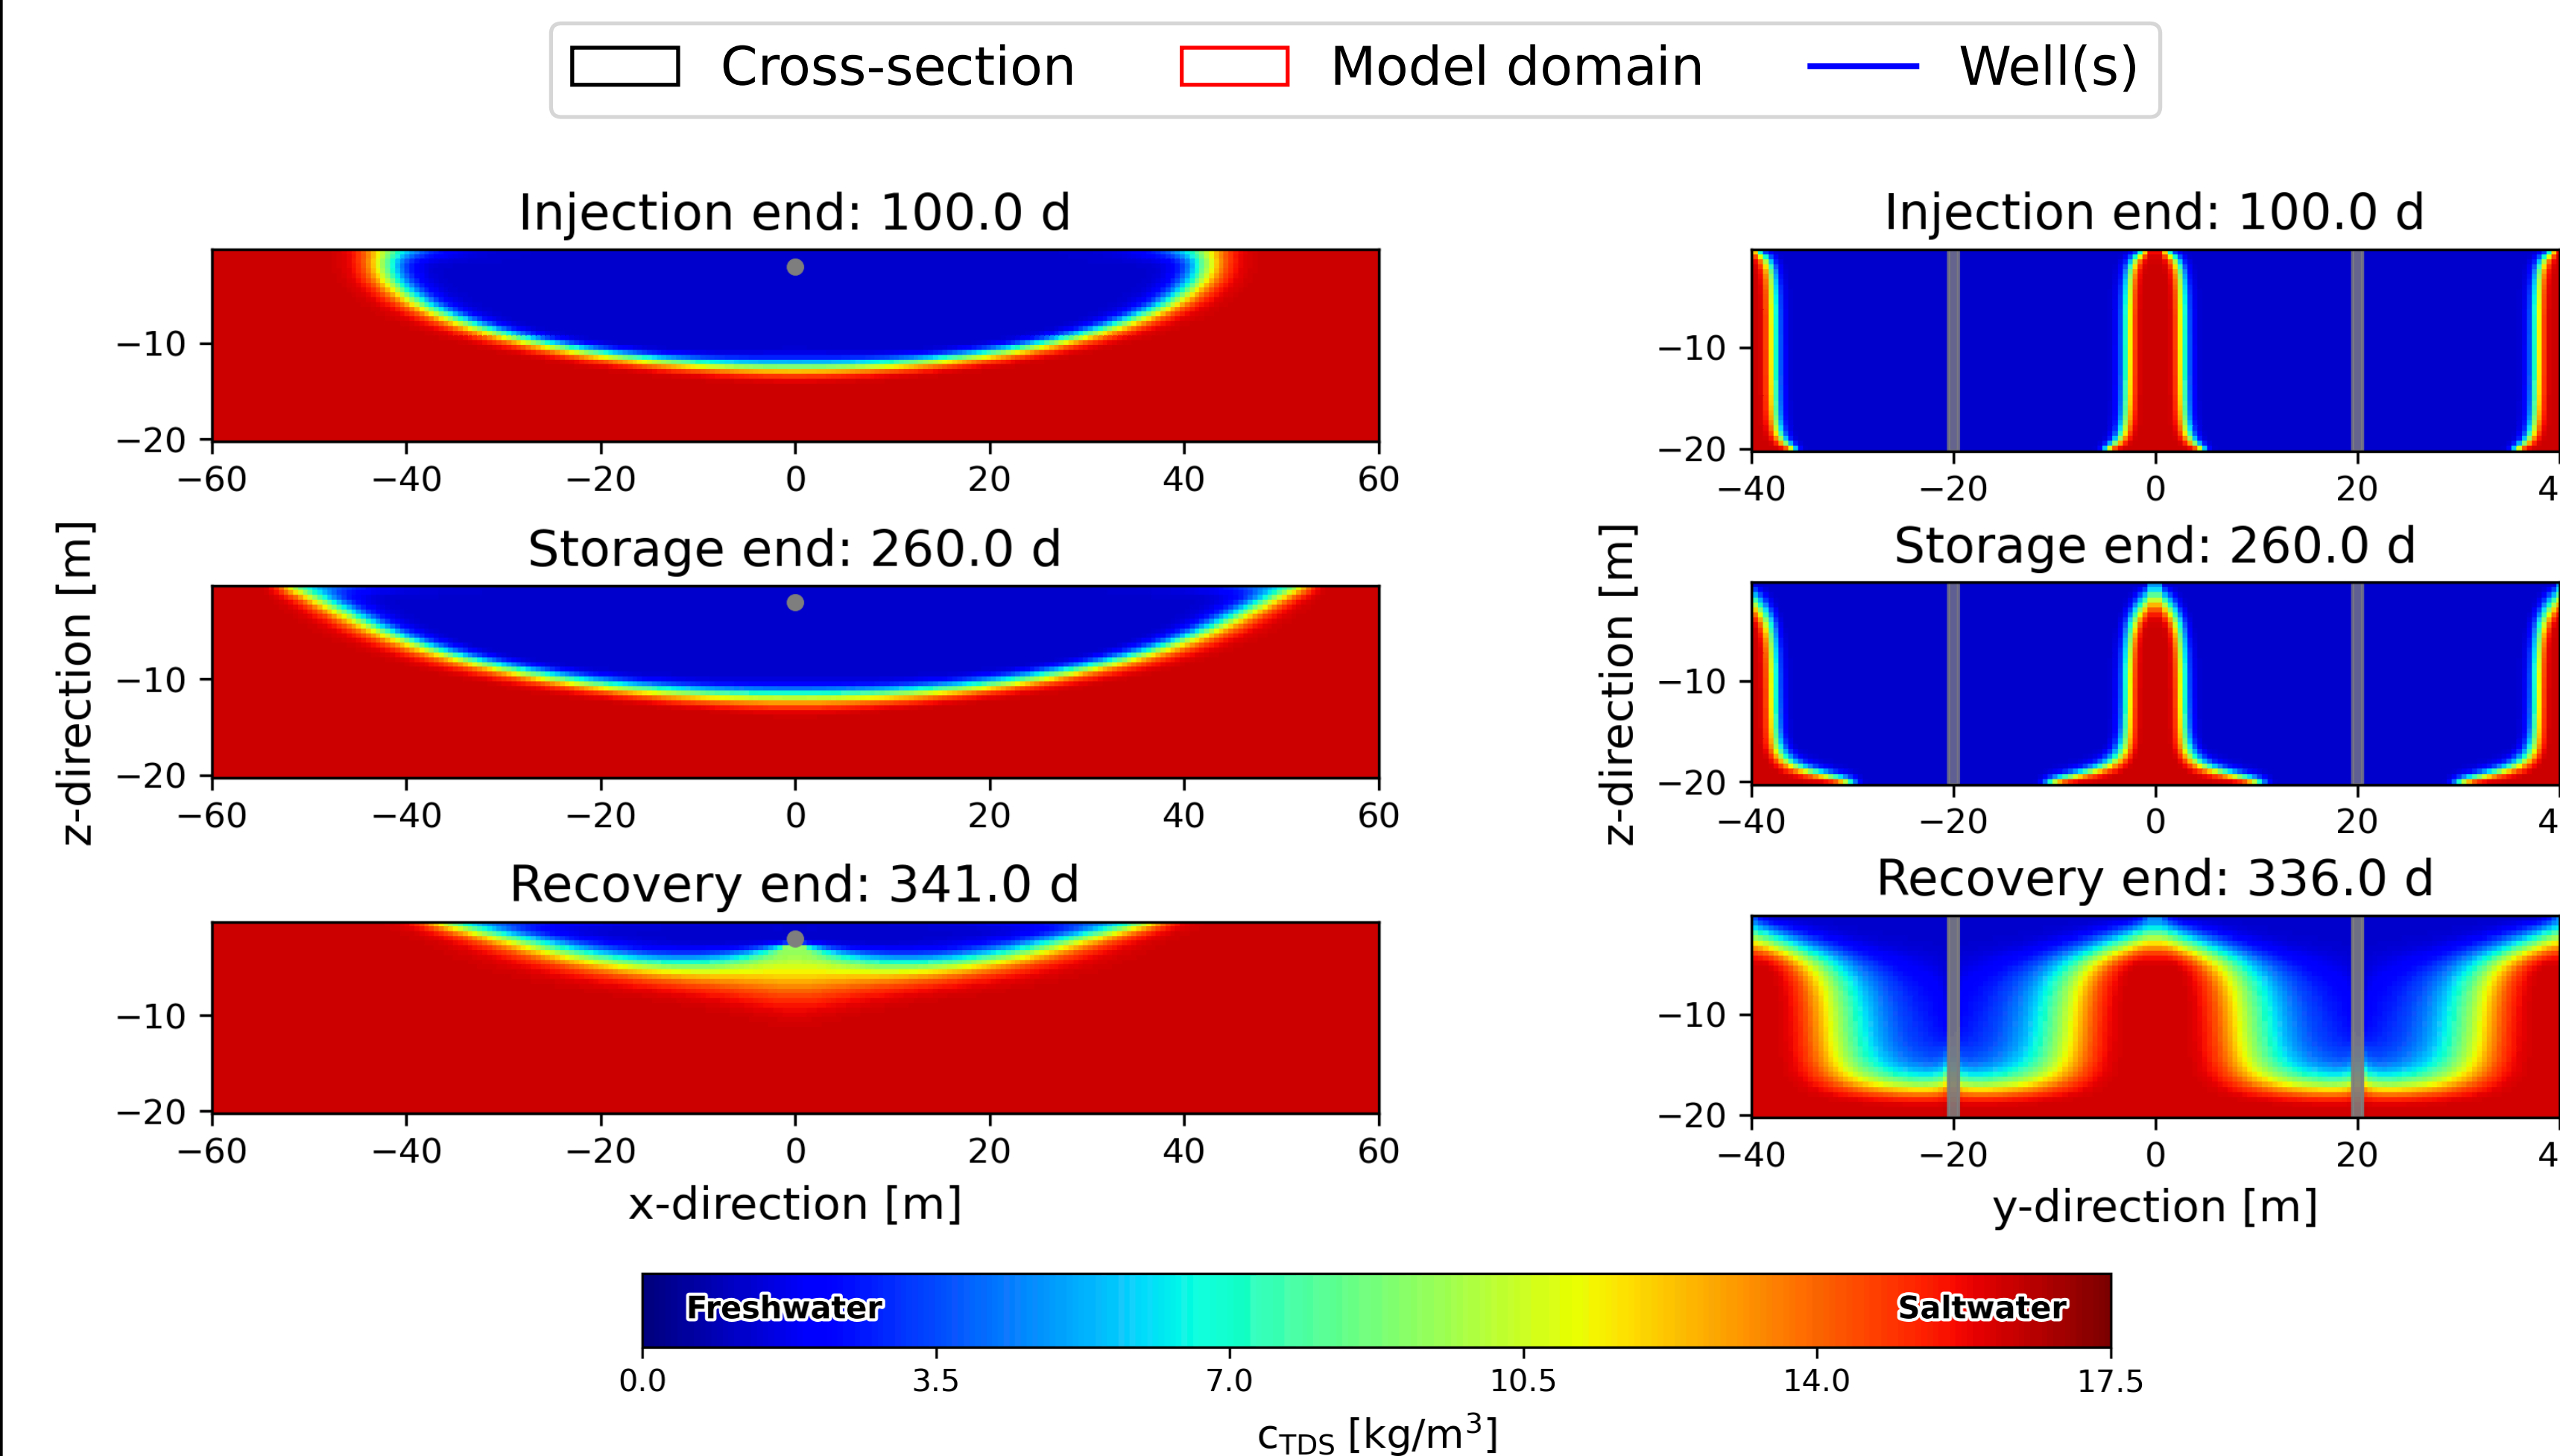 Cross-section Model domain Well(s)
Injection end: 100.0 d
−10
−20
−60 −40 −20 0 20 40 60
Storage end: 260.0 d
−10
−20
−60 −40 −20 0 20 40 60
Recovery end: 341.0 d
−10
−20
−60 −40 −20 0 20 40 60
z-direction [m]
x-direction [m]
Injection end: 100.0 d
−10
−20
−40 −20 0 20 4
Storage end: 260.0 d
−10
−20
−40 −20 0 20 4
Recovery end: 336.0 d
−10
−20
−40 −20 0 20 4
z-direction [m]
y-direction [m]
Freshwater Saltwater
0.0 3.5 7.0 10.5 14.0 17.5
cTDS [kg/m³]